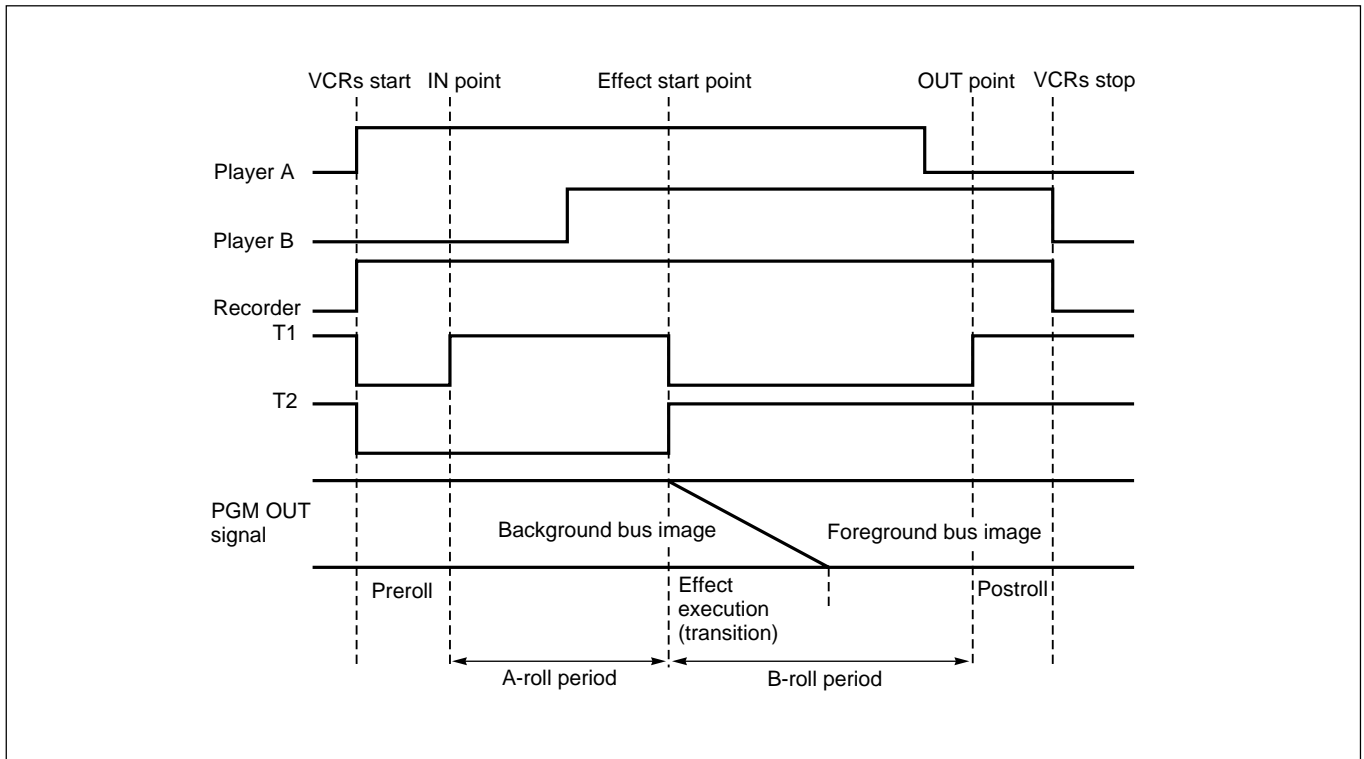 VCRs start IN point Effect start point OUT point VCRs stop
Player A
Player B
Recorder
T1
T2
PGM OUT
signal
Background bus image Foreground bus image
Preroll
Effect
execution
(transition)
Postroll
A-roll period B-roll period